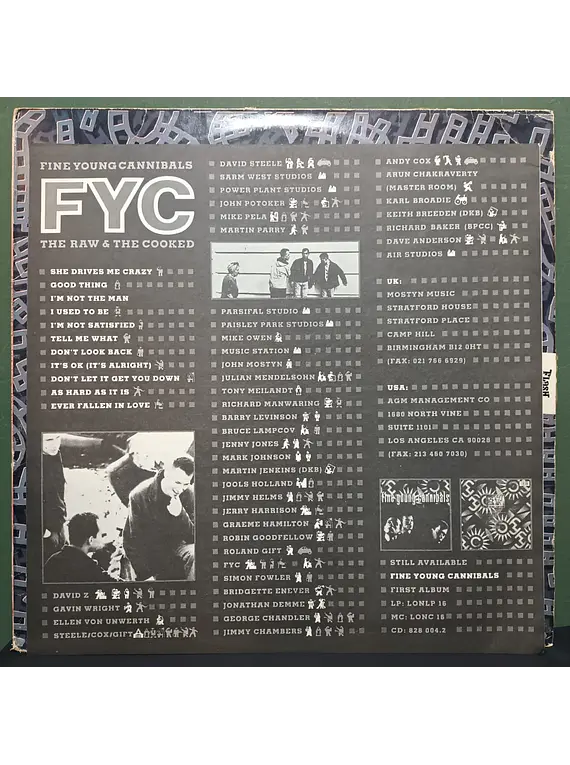 FINE YOUNG CANNIBALS
FYC
THE RAW & THE COOKED
SHE DRIVES ME CRAZY
GOOD THING
I'M NOT THE MAN
I USED TO BE
I'M NOT SATISFIED
TELL ME WHAT
DON'T LOOK BACK
IT'S OK (IT'S ALRIGHT)
DON'T LET IT GET YOU DOWN
AS HARD AS IT IS
EVER FALLEN IN LOVE
DAVID Z
GAVIN WRIGHT
ELLEN VON UNWERTH
STEELE/COX/GIFT
DAVID STEELE
SARM WEST STUDIOS
POWER PLANT STUDIOS
JOHN POTOKER
MIKE PELA
MARTIN PARRY
PARSIFAL STUDIO
PAISLEY PARK STUDIOS
MIKE OWEN
MUSIC STATION
JOHN MOSTYN
JULIAN MENDELSOHN
TONY MEILANDT
RICHARD MANWARING
BARRY LEVINSON
BRUCE LAMPCOV
JENNY JONES
MARK JOHNSON
MARTIN JENKINS (DKB)
JOOLS HOLLAND
JIMMY HELMS
JERRY HARRISON
GRAEME HAMILTON
ROBIN GOODFELLOW
ROLAND GIFT
FYC
SIMON FOWLER
BRIDGETTE ENEVER
JONATHAN DEMME
GEORGE CHANDLER
JIMMY CHAMBERS
ANDY COX
ARUN CHAKRAVERTY
(MASTER ROOM)
KARL BROADIE
KEITH BREEDEN (DKB)
RICHARD BAKER (BPCC)
DAVE ANDERSON
AIR STUDIOS
UK:
MOSTYN MUSIC
STRATFORD HOUSE
STRATFORD PLACE
CAMP HILL
BIRMINGHAM B12 0HT
(FAX: 021 766 6929)
USA:
AGM MANAGEMENT CO
1680 NORTH VINE
SUITE 1101
LOS ANGELES CA 90028
(FAX: 213 450 7030)
fine young cannibals
STILL AVAILABLE
FINE YOUNG CANNIBALS
FIRST ALBUM
LP: LONLP 16
MC: LONC 16
CD: 828 004.2
FLASH